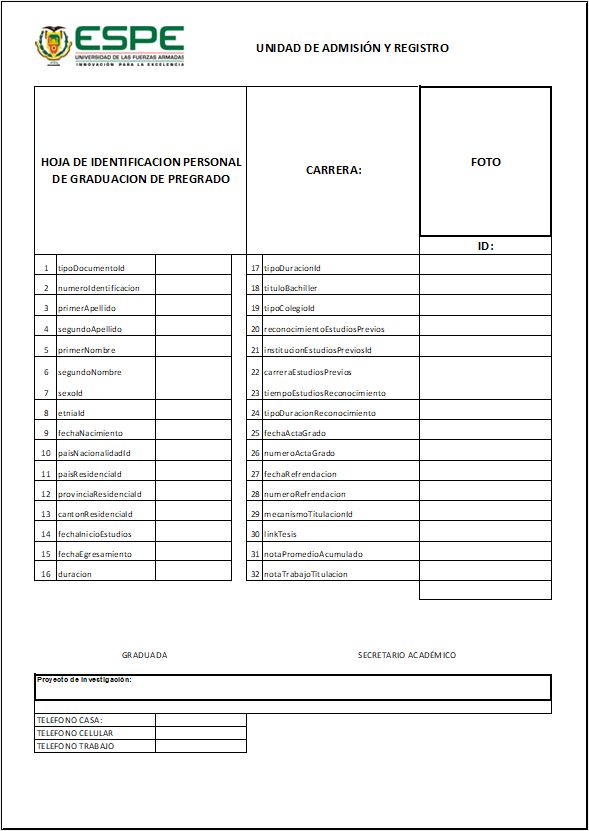 ESPE
UNIVERSIDAD DE LAS FUERZAS ARMADAS
INNOVACIÓN PARA LA EXCELENCIA
UNIDAD DE ADMISIÓN Y REGISTRO
HOJA DE IDENTIFICACION PERSONAL
DE GRADUACION DE PREGRADO
CARRERA:
FOTO
ID:
1 tipoDocumentoId
2 numeroIdentificacion
3 primerApellido
4 segundoApellido
5 primerNombre
6 segundoNombre
7 sexoId
8 etniaId
9 fechaNacimiento
10 paisNacionalidadId
11 paisResidenciaId
12 provinciaResidenciaId
13 cantonResidenciaId
14 fechaInicioEstudios
15 fechaEgresamiento
16 duracion
17 tipoDuracionId
18 tituloBachiller
19 tipoColegioId
20 reconocimientoEstudiosPrevios
21 institucionEstudiosPreviosId
22 carreraEstudiosPrevios
23 tiempoEstudiosReconocimiento
24 tipoDuracionReconocimiento
25 fechaActaGrado
26 numeroActaGrado
27 fechaRefrendacion
28 numeroRefrendacion
29 mecanismoTitulacionId
30 linkTesis
31 notaPromedioAcumulado
32 notaTrabajoTitulacion
GRADUADA
SECRETARIO ACADÉMICO
Proyecto de Investigación:
TELEFONO CASA:
TELEFONO CELULAR
TELEFONO TRABAJO